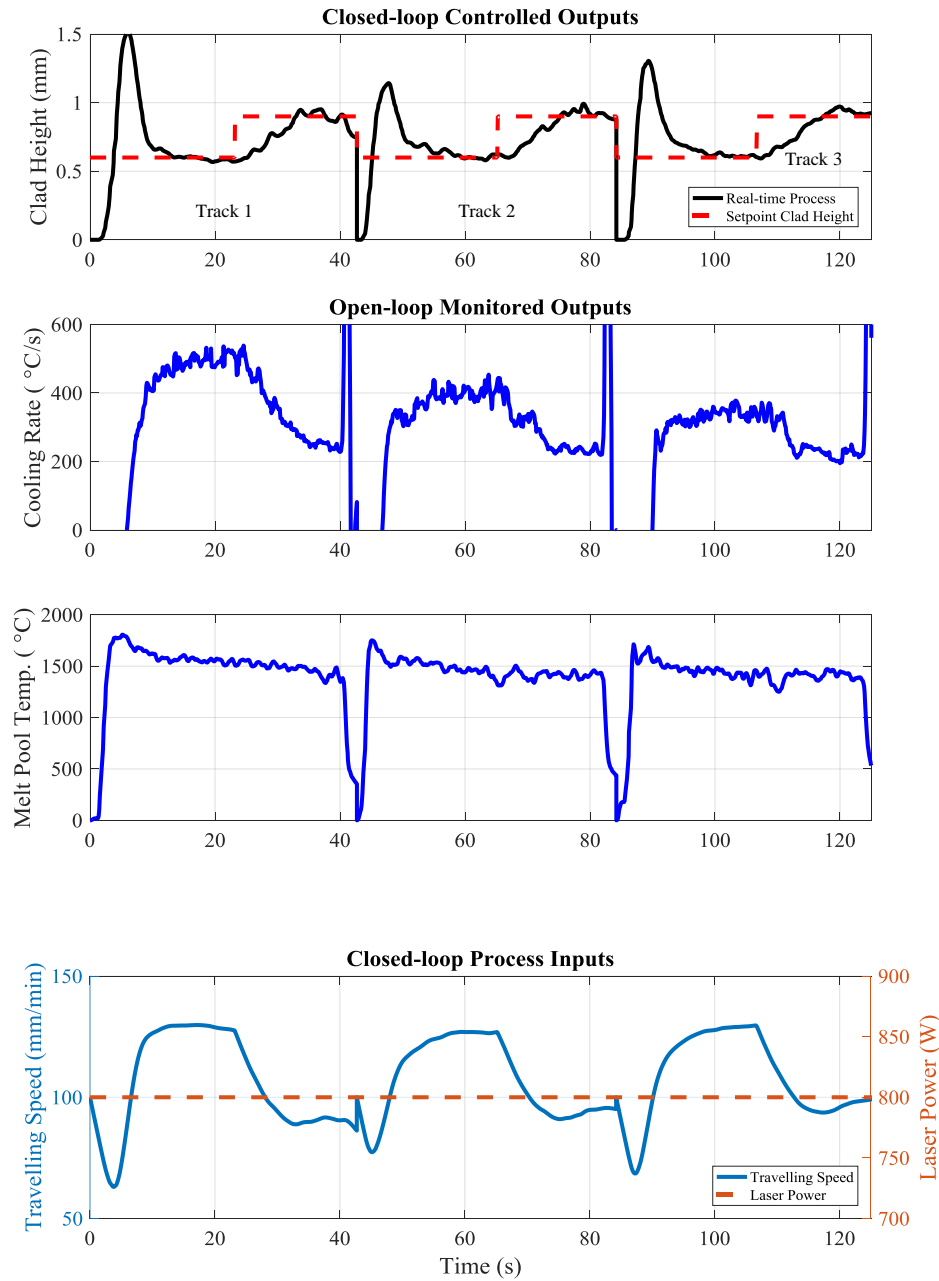 Closed-loop Controlled Outputs
Clad Height (mm)
1.5
1
0.5
0
Track 1
Track 2
Track 3
Real-time Process
Setpoint Clad Height
0 20 40 60 80 100 120
Open-loop Monitored Outputs
Cooling Rate ( °C/s)
600
400
200
0
0 20 40 60 80 100 120
Melt Pool Temp. ( °C)
2000
1500
1000
500
0
0 20 40 60 80 100 120
Closed-loop Process Inputs
Travelling Speed (mm/min)
150
100
50
900
850
800
750
700
Laser Power (W)
Travelling Speed
Laser Power
0 20 40 60 80 100 120
Time (s)